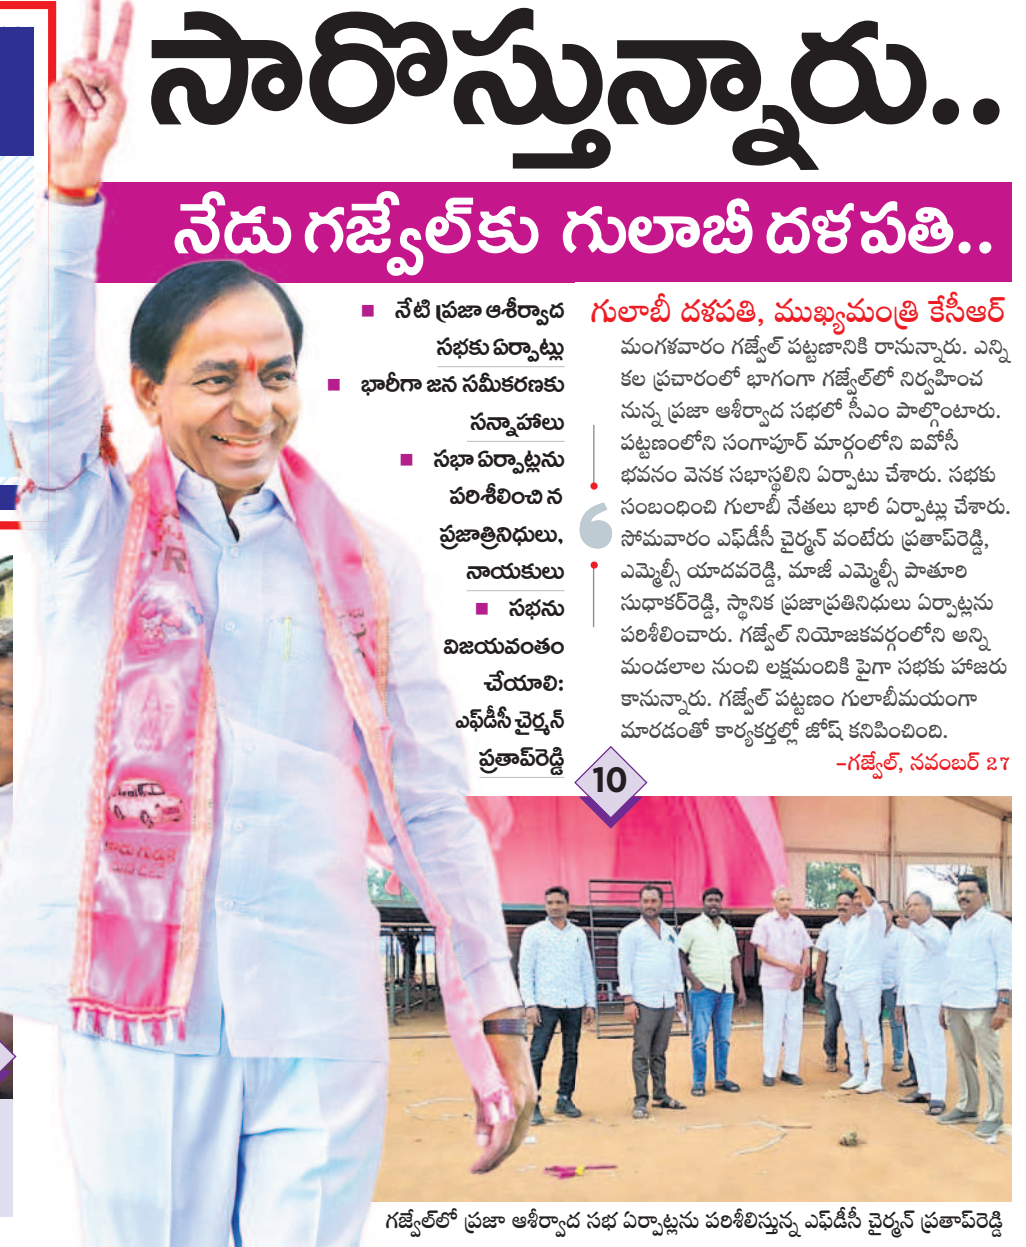 సారొస్తున్నారు..
నేడు గజ్వేల్‌కు గులాబీ దళపతి..
■ నేటి ప్రజా ఆశీర్వాద
సభకు ఏర్పాట్లు
■ భారీగా జన సమీకరణకు
సన్నాహాలు
■ సభా ఏర్పాట్లను
పరిశీలించి న
ప్రజాత్రినిధులు,
నాయకులు
■ సభను
విజయవంతం
చేయాలి:
ఎఫ్‌డీసీ చైర్మన్
ప్రతాప్‌రెడ్డి
గులాబీ దళపతి, ముఖ్యమంత్రి కేసీఆర్
మంగళవారం గజ్వేల్ పట్టణానికి రానున్నారు. ఎన్ని
కల ప్రచారంలో భాగంగా గజ్వేల్‌లో నిర్వహించ
నున్న ప్రజా ఆశీర్వాద సభలో సీఎం పాల్గొంటారు.
పట్టణంలోని సంగాపూర్ మార్గంలోని ఐవోసీ
భవనం వెనక సభాస్థలిని ఏర్పాటు చేశారు. సభకు
సంబంధించి గులాబీ నేతలు భారీ ఏర్పాట్లు చేశారు.
సోమవారం ఎఫ్‌డీసీ చైర్మన్ వంటేరు ప్రతాప్‌రెడ్డి,
ఎమ్మెల్సీ యాదవరెడ్డి, మాజీ ఎమ్మెల్సీ పాతూరి
సుధాకర్‌రెడ్డి, స్థానిక ప్రజాప్రతినిధులు ఏర్పాట్లను
పరిశీలించారు. గజ్వేల్ నియోజకవర్గంలోని అన్ని
మండలాల నుంచి లక్షమందికి పైగా సభకు హాజరు
కానున్నారు. గజ్వేల్ పట్టణం గులాబీమయంగా
మారడంతో కార్యకర్తల్లో జోష్ కనిపించింది.
-గజ్వేల్, నవంబర్ 27
10
గజ్వేల్‌లో ప్రజా ఆశీర్వాద సభ ఏర్పాట్లను పరిశీలిస్తున్న ఎఫ్‌డీసీ చైర్మన్ ప్రతాప్‌రెడ్డి